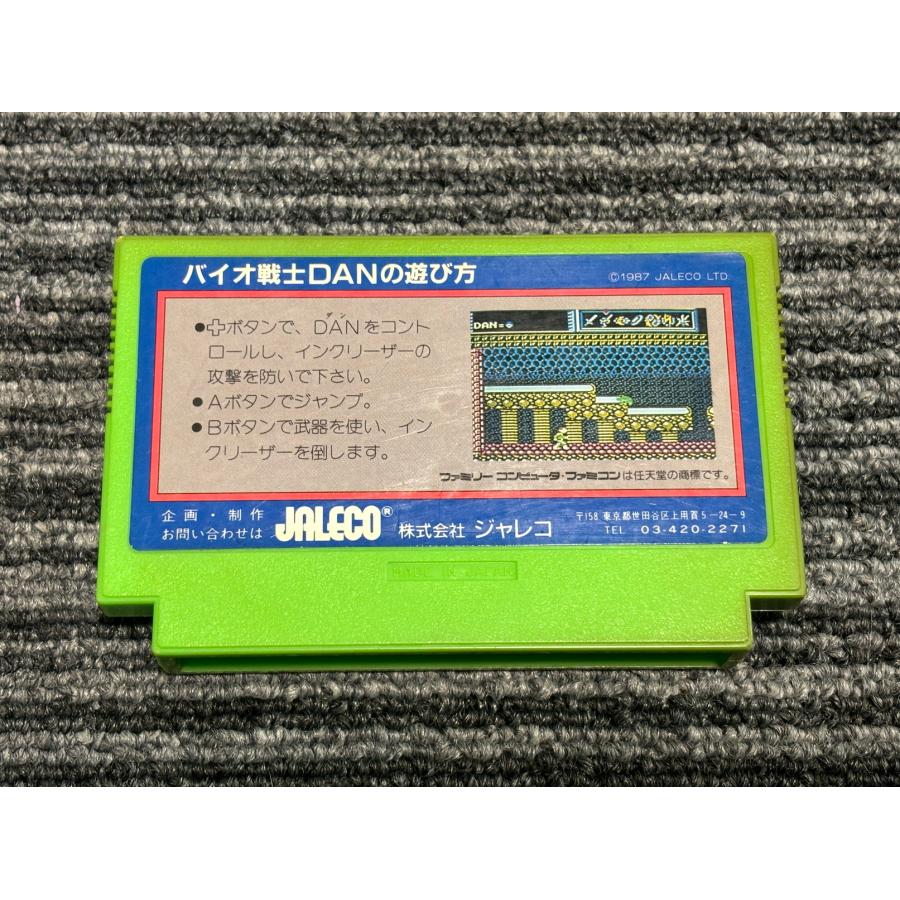 バイオ戦士DANの遊び方
©1987 JALECO LTD.
●✚ボタンで、DANをコント
ダン
ロールし、インクリーザーの
攻撃を防いで下さい。
●Aボタンでジャンプ。
●Bボタンで武器を使い、イン
クリーザーを倒します。
DAN=
ファミリーコンピュータ・ファミコンは任天堂の商標です。
企画・制作
お問い合わせは
JALECO®
株式会社 ジャレコ
〒158 東京都世田谷区上用賀5-24-9
TEL 03-420-2271
MADE IN JAPAN